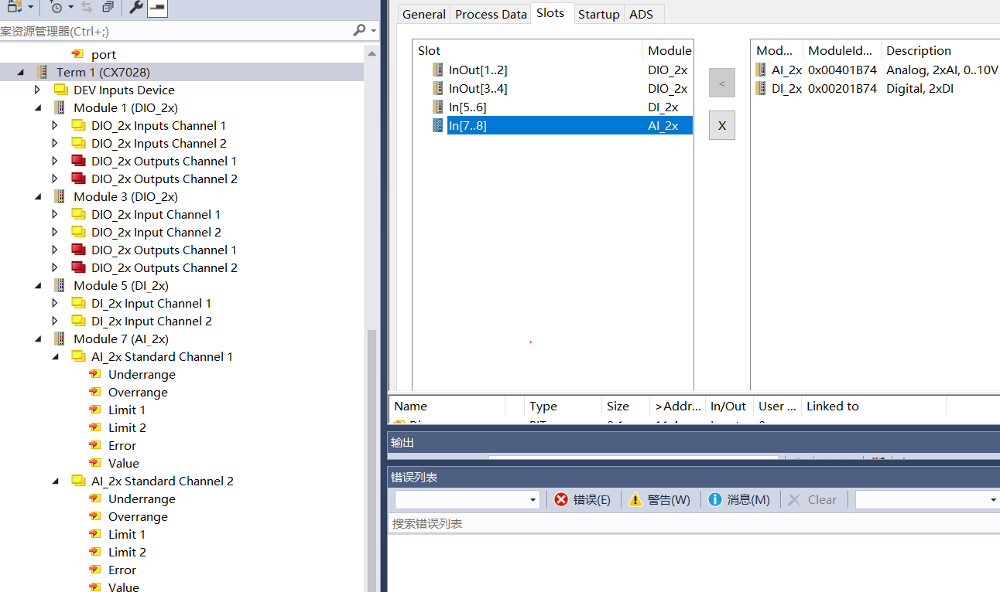 案资源管理器(Ctrl+;)
port
Term 1 (CX7028)
DEV Inputs Device
Module 1 (DIO_2x)
DIO_2x Inputs Channel 1
DIO_2x Inputs Channel 2
DIO_2x Outputs Channel 1
DIO_2x Outputs Channel 2
Module 3 (DIO_2x)
DIO_2x Input Channel 1
DIO_2x Input Channel 2
DIO_2x Outputs Channel 1
DIO_2x Outputs Channel 2
Module 5 (DI_2x)
DI_2x Input Channel 1
DI_2x Input Channel 2
Module 7 (AI_2x)
AI_2x Standard Channel 1
Underrange
Overrange
Limit 1
Limit 2
Error
Value
AI_2x Standard Channel 2
Underrange
Overrange
Limit 1
Limit 2
Error
Value
General Process Data Slots Startup ADS
Slot Module
InOut[1..2] DIO_2x
InOut[3..4] DIO_2x
In[5..6] DI_2x
In[7..8] AI_2x
<
X
Mod... ModuleId... Description
AI_2x 0x00401B74 Analog, 2xAI, 0..10V
DI_2x 0x00201B74 Digital, 2xDI
Name Type Size >Addr... In/Out User ... Linked to
输出
错误列表
错误(E) 警告(W) 消息(M) Clear
搜索错误列表